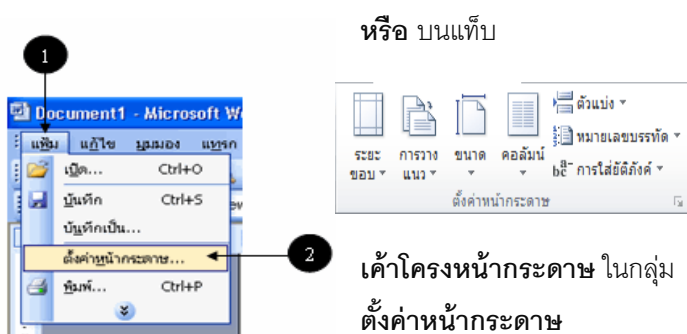 1
Document1 - Microsoft W
แฟ้ม แก้ไข มุมมอง แทรก
เปิด... Ctrl+O
บันทึก Ctrl+S
บันทึกเป็น...
ตั้งค่าหน้ากระดาษ...
2
พิมพ์... Ctrl+P
หรือ บนแท็บ
ระยะขอบ
การวางแนว
ขนาด
คอลัมน์
ตัวแบ่ง
หมายเลขบรรทัด
bc การใส่ยัติภังค์
ตั้งค่าหน้ากระดาษ
เค้าโครงหน้ากระดาษ ในกลุ่ม
ตั้งค่าหน้ากระดาษ